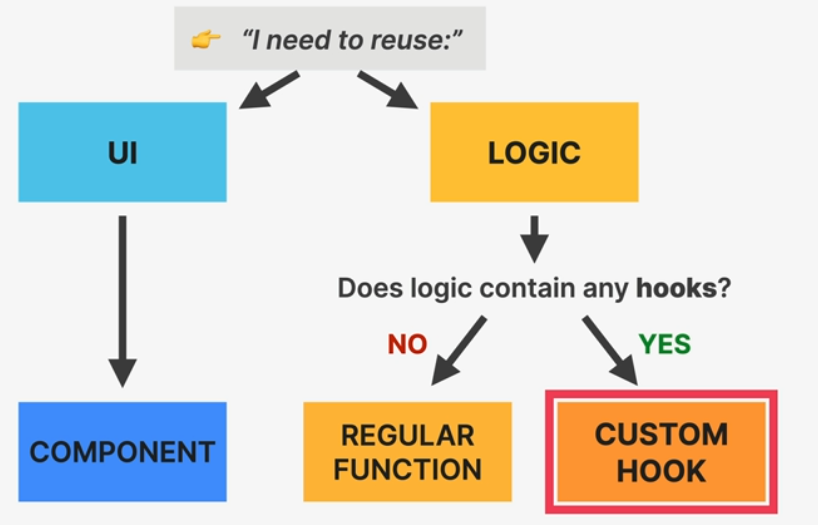 “I need to reuse:”
UI
LOGIC
Does logic contain any hooks?
NO
YES
COMPONENT
REGULAR
FUNCTION
CUSTOM
HOOK